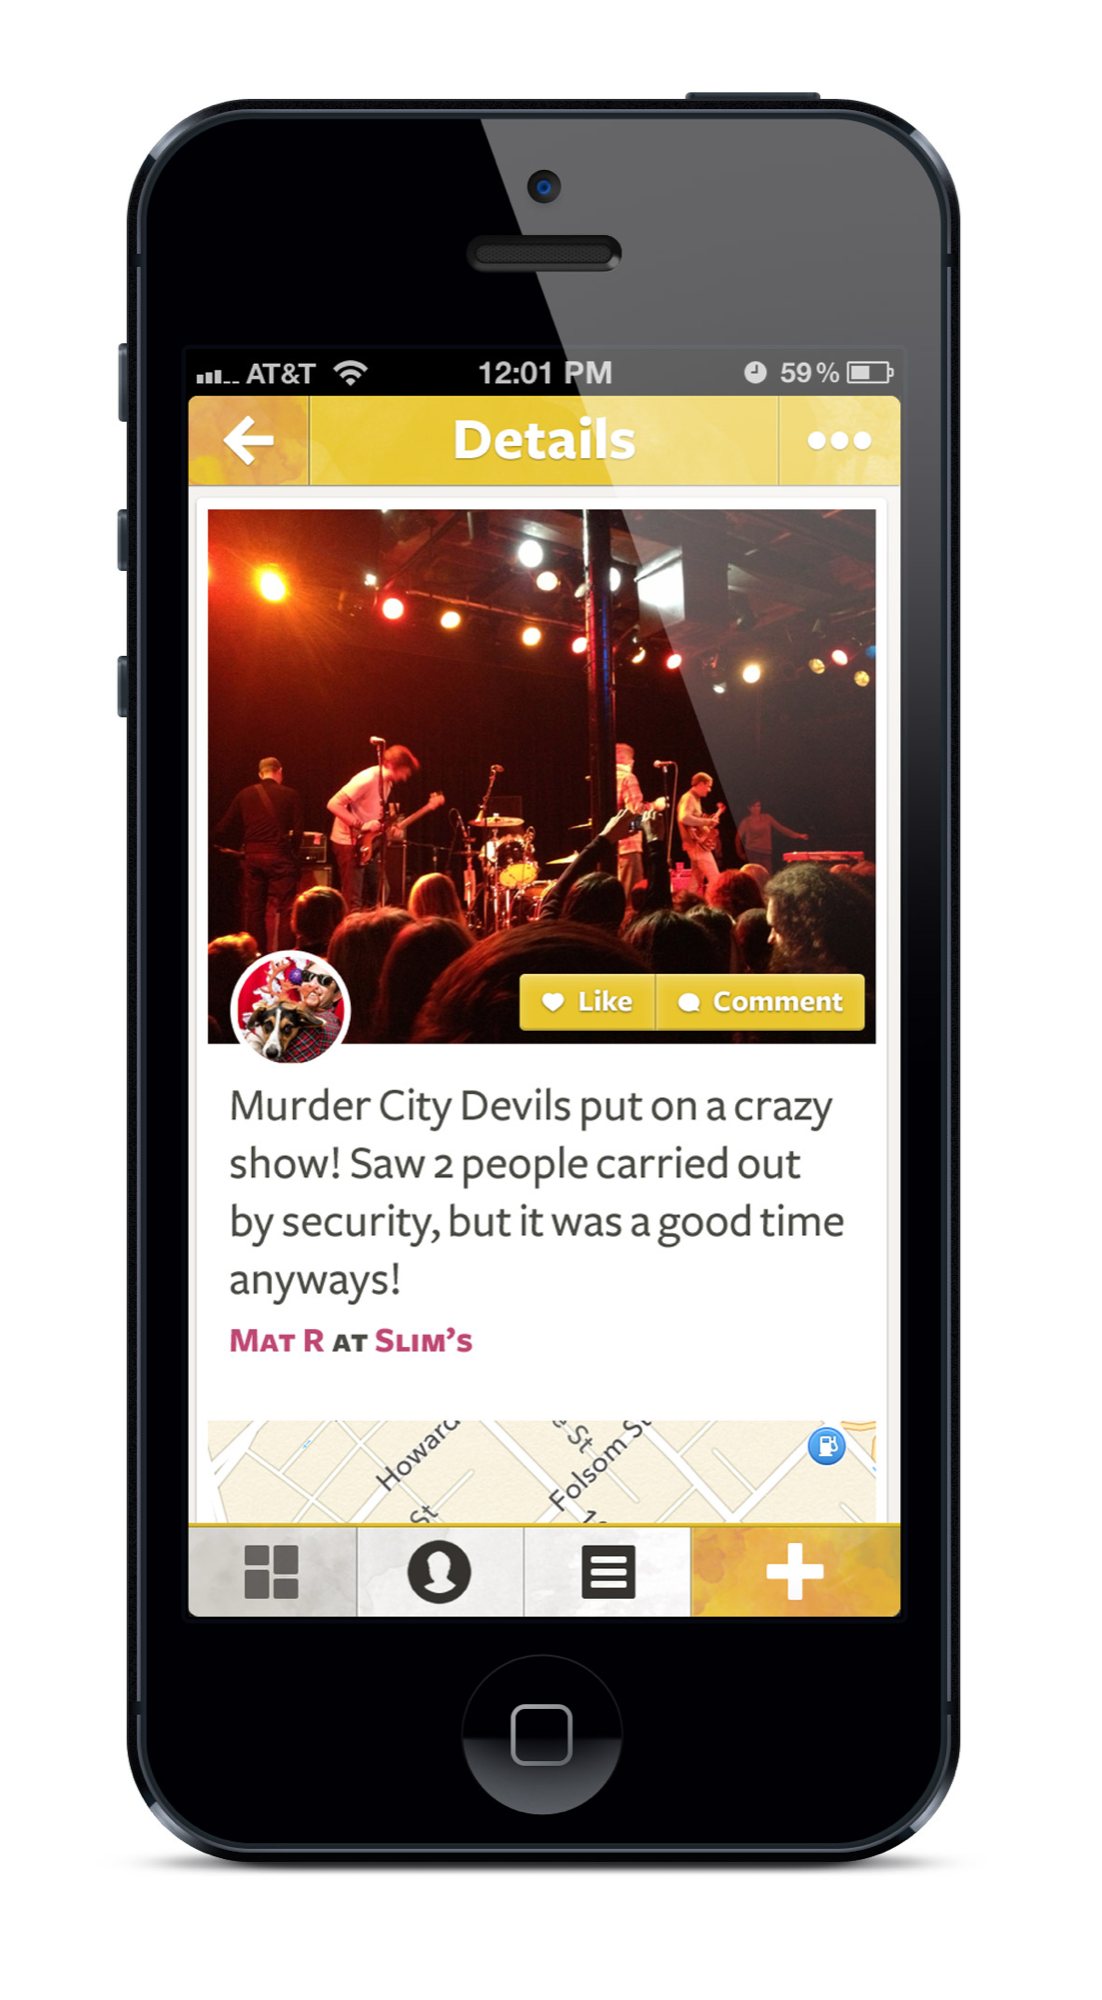 AT&T 12:01 PM 59%
Details
Like Comment
Murder City Devils put on a crazy
show! Saw 2 people carried out
by security, but it was a good time
anyways!
MAT R AT SLIM'S
Howard
St
St
Folsom St